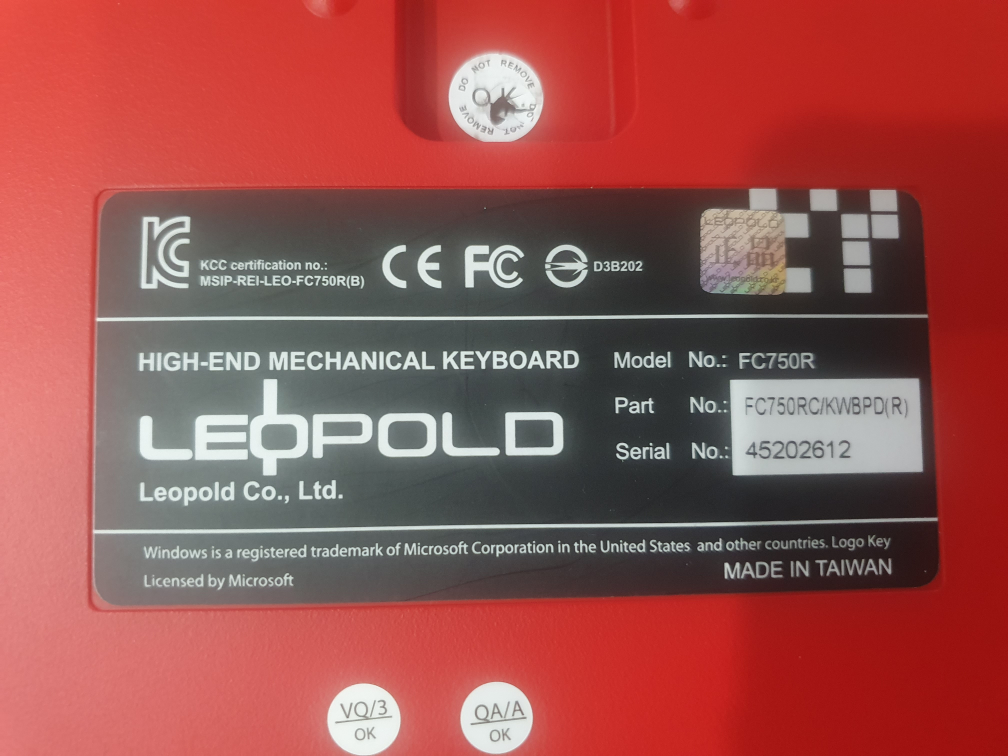 DO NOT REMOVE DO NOT REMOVE
OK
KC
KCC certification no.:
MSIP-REI-LEO-FC750R(B)
CE FC D3B202
LEOPOLD
正品
HIGH-END MECHANICAL KEYBOARD
LEOPOLD
Leopold Co., Ltd.
Model No.: FC750R
Part No.: FC750RC/KWBPD(R)
Serial No.: 45202612
Windows is a registered trademark of Microsoft Corporation in the United States and other countries. Logo Key
Licensed by Microsoft
MADE IN TAIWAN
VQ/3
OK
QA/A
OK